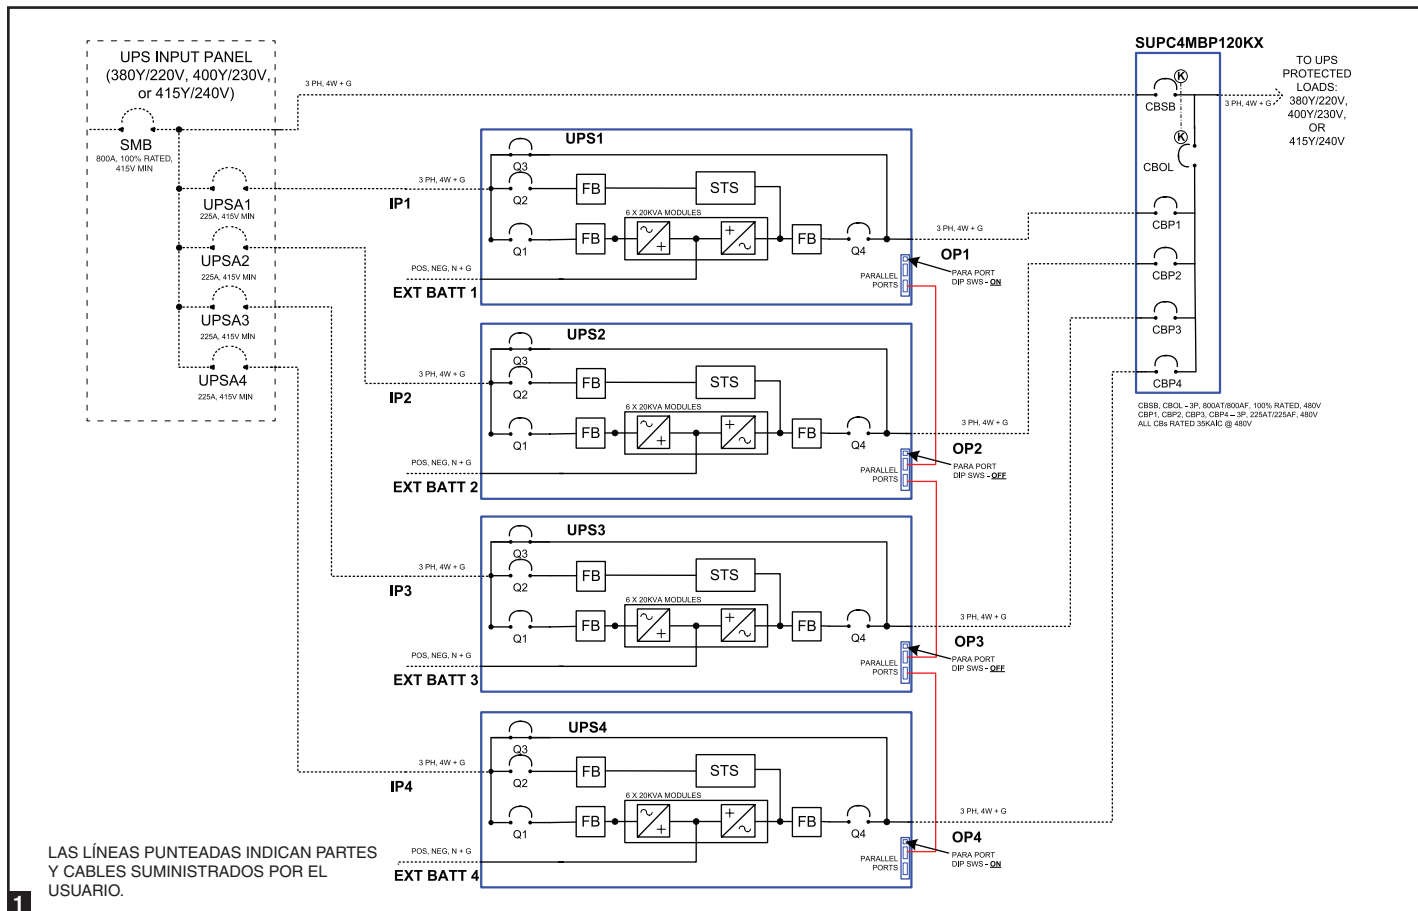 UPS INPUT PANEL
(380Y/220V, 400Y/230V,
or 415Y/240V)
SMB
800A, 100% RATED,
415V MIN
UPSA1
225A, 415V MIN
UPSA2
225A, 415V MIN
UPSA3
225A, 415V MIN
UPSA4
225A, 415V MIN
3 PH, 4W + G
UPS1
Q3
3 PH, 4W + G
IP1
Q2
FB
STS
6 X 20KVA MODULES
Q1
FB
FB
Q4
POS, NEG, N + G
EXT BATT 1
PARALLEL
PORTS
OP1
PARA PORT
DIP SWS - ON
3 PH, 4W + G
UPS2
Q3
3 PH, 4W + G
IP2
Q2
FB
STS
6 X 20KVA MODULES
Q1
FB
FB
Q4
POS, NEG, N + G
EXT BATT 2
PARALLEL
PORTS
OP2
PARA PORT
DIP SWS - OFF
3 PH, 4W + G
UPS3
Q3
3 PH, 4W + G
IP3
Q2
FB
STS
6 X 20KVA MODULES
Q1
FB
FB
Q4
POS, NEG, N + G
EXT BATT 3
PARALLEL
PORTS
OP3
PARA PORT
DIP SWS - OFF
3 PH, 4W + G
UPS4
Q3
3 PH, 4W + G
IP4
Q2
FB
STS
6 X 20KVA MODULES
Q1
FB
FB
Q4
POS, NEG, N + G
EXT BATT 4
PARALLEL
PORTS
OP4
PARA PORT
DIP SWS - ON
3 PH, 4W + G
SUPC4MBP120KX
K
CBSB
K
CBOL
CBP1
CBP2
CBP3
CBP4
3 PH, 4W + G
TO UPS
PROTECTED
LOADS:
380Y/220V,
400Y/230V,
OR
415Y/240V
CBSB, CBOL – 3P, 800AT/800AF, 100% RATED, 480V
CBP1, CBP2, CBP3, CBP4 – 3P, 225AT/225AF, 480V
ALL CBs RATED 35KAIC @ 480V
LAS LÍNEAS PUNTEADAS INDICAN PARTES
Y CABLES SUMINISTRADOS POR EL
USUARIO.
1